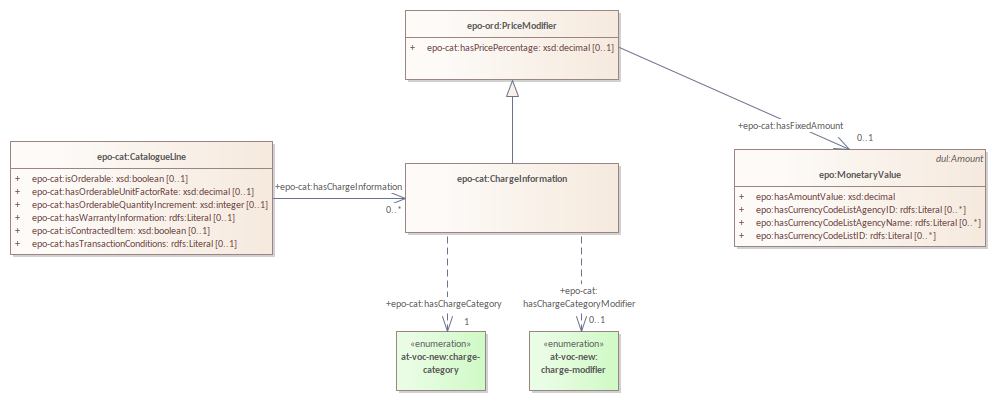 epo-ord:PriceModifier
+ epo-cat:hasPricePercentage: xsd:decimal [0..1]
+epo-cat:hasFixedAmount
0..1
epo-cat:CatalogueLine
+ epo-cat:isOrderable: xsd:boolean [0..1]
+ epo-cat:hasOrderableUnitFactorRate: xsd:decimal [0..1]
+ epo-cat:hasOrderableQuantityIncrement: xsd:integer [0..1]
+ epo-cat:hasWarrantyInformation: rdfs:Literal [0..1]
+ epo-cat:isContractedItem: xsd:boolean [0..1]
+ epo-cat:hasTransactionConditions: rdfs:Literal [0..1]
+epo-cat:hasChargeInformation
0..*
epo-cat:ChargeInformation
dul:Amount
epo:MonetaryValue
+ epo:hasAmountValue: xsd:decimal
+ epo:hasCurrencyCodeListAgencyID: rdfs:Literal [0..*]
+ epo:hasCurrencyCodeListAgencyName: rdfs:Literal [0..*]
+ epo:hasCurrencyCodeListID: rdfs:Literal [0..*]
+epo-cat:hasChargeCategory
1
+epo-cat:
hasChargeCategoryModifier
0..1
«enumeration»
at-voc-new:charge-
category
«enumeration»
at-voc-new:
charge-modifier